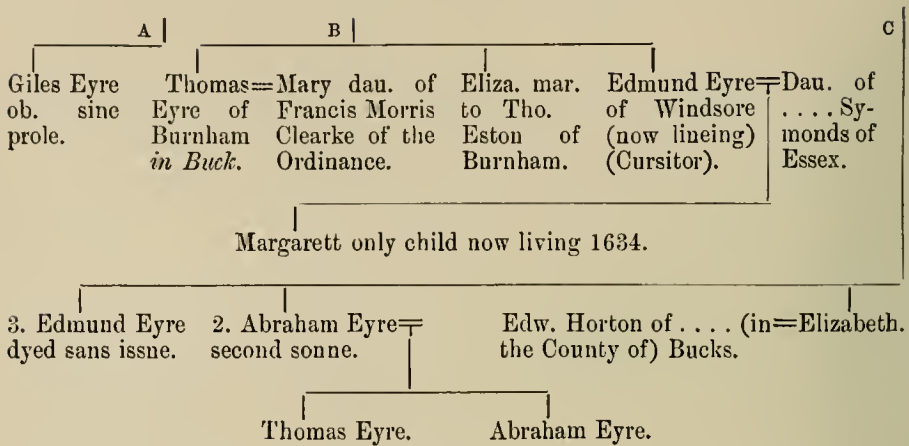 A B C
Giles Eyre
ob. sine
prole.
Thomas=Mary dau. of
Eyre of Francis Morris
Burnham Clearke of the
in Buck. Ordinance.
Eliza. mar.
to Tho.
Eston of
Burnham.
Edmund Eyre=Dau. of
of Windsore . . . . Sy-
(now liueing) monds of
(Cursitor). Essex.
Margarett only child now living 1634.
3. Edmund Eyre
dyed sans issue.
2. Abraham Eyre=
second sonne.
Edw. Horton of . . . . (in=Elizabeth.
the County of) Bucks.
Thomas Eyre. Abraham Eyre.